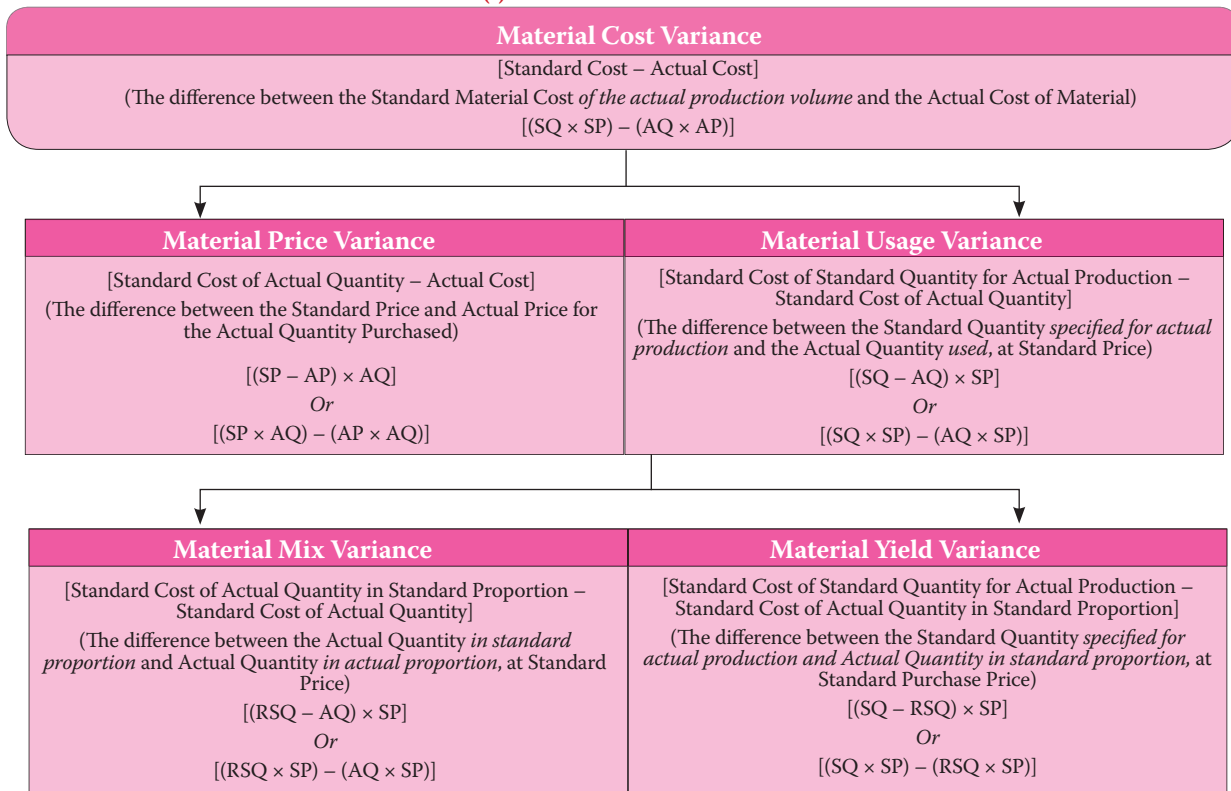 Material Cost Variance
[Standard Cost – Actual Cost]
(The difference between the Standard Material Cost of the actual production volume and the Actual Cost of Material)
[(SQ × SP) – (AQ × AP)]
Material Price Variance
[Standard Cost of Actual Quantity – Actual Cost]
(The difference between the Standard Price and Actual Price for
the Actual Quantity Purchased)
[(SP – AP) × AQ]
Or
[(SP × AQ) – (AP × AQ)]
Material Usage Variance
[Standard Cost of Standard Quantity for Actual Production –
Standard Cost of Actual Quantity]
(The difference between the Standard Quantity specified for actual
production and the Actual Quantity used, at Standard Price)
[(SQ – AQ) × SP]
Or
[(SQ × SP) – (AQ × SP)]
Material Mix Variance
[Standard Cost of Actual Quantity in Standard Proportion –
Standard Cost of Actual Quantity]
(The difference between the Actual Quantity in standard
proportion and Actual Quantity in actual proportion, at Standard
Price)
[(RSQ – AQ) × SP]
Or
[(RSQ × SP) – (AQ × SP)]
Material Yield Variance
[Standard Cost of Standard Quantity for Actual Production –
Standard Cost of Actual Quantity in Standard Proportion]
(The difference between the Standard Quantity specified for
actual production and Actual Quantity in standard proportion, at
Standard Purchase Price)
[(SQ – RSQ) × SP]
Or
[(SQ × SP) – (RSQ × SP)]